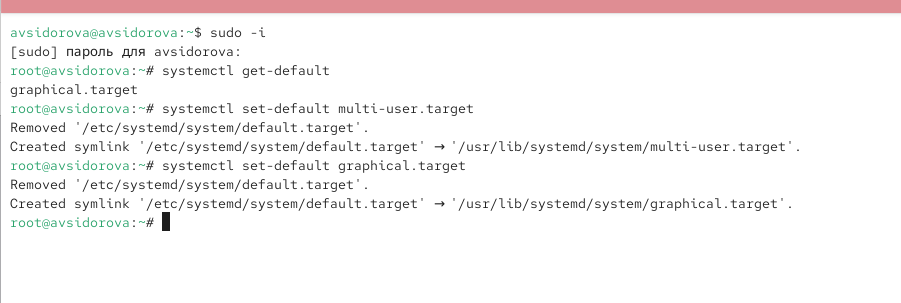 avsidorova@avsidorova:~$ sudo -i
[sudo] пароль для avsidorova:
root@avsidorova:~# systemctl get-default
graphical.target
root@avsidorova:~# systemctl set-default multi-user.target
Removed '/etc/systemd/system/default.target'.
Created symlink '/etc/systemd/system/default.target' → '/usr/lib/systemd/system/multi-user.target'.
root@avsidorova:~# systemctl set-default graphical.target
Removed '/etc/systemd/system/default.target'.
Created symlink '/etc/systemd/system/default.target' → '/usr/lib/systemd/system/graphical.target'.
root@avsidorova:~#